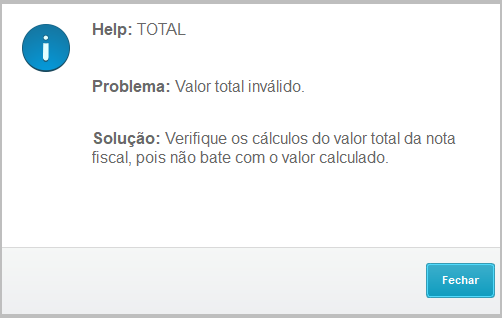 Help: TOTAL
Problema: Valor total inválido.
Solução: Verifique os cálculos do valor total da nota
fiscal, pois não bate com o valor calculado.
Fechar